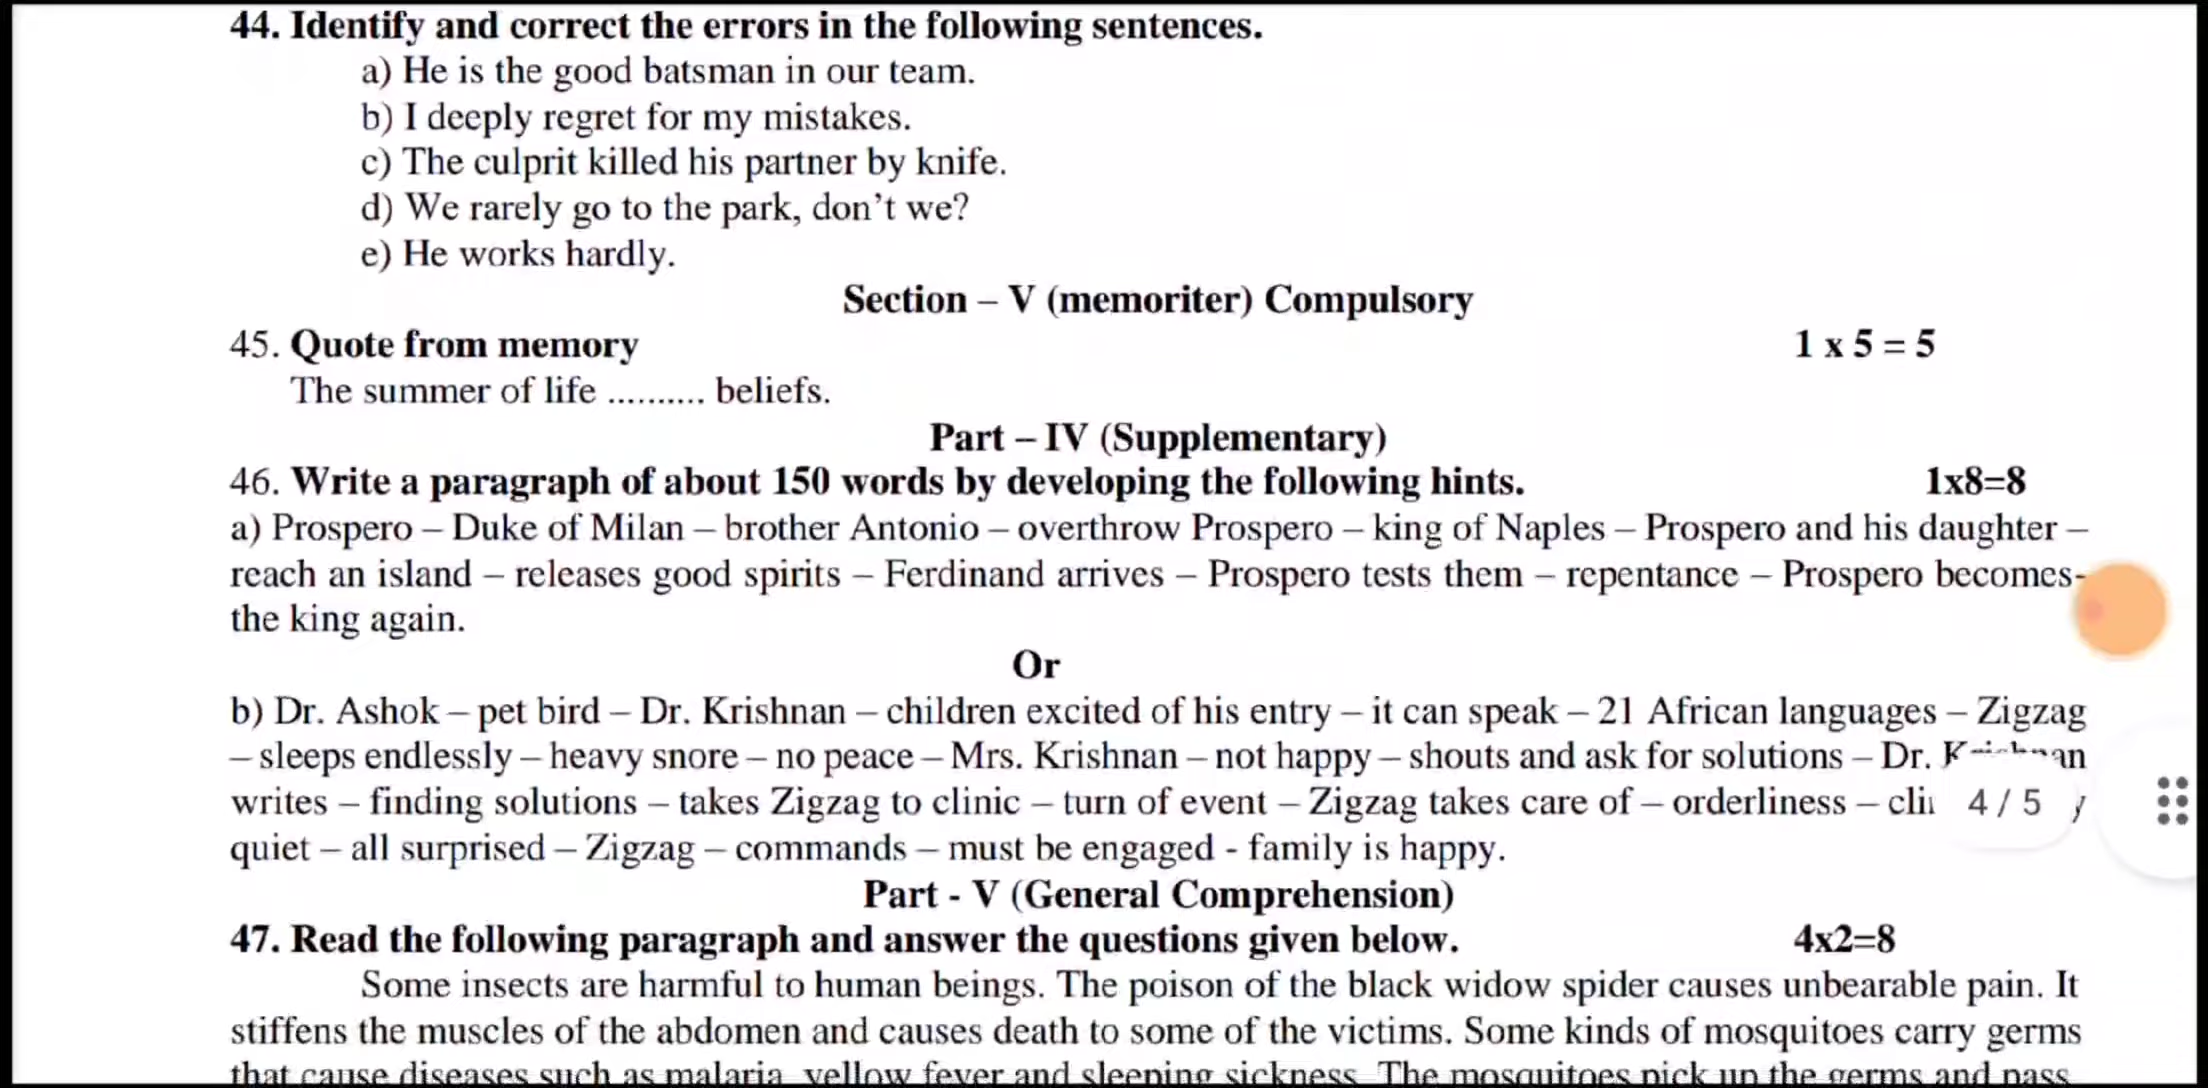 44. Identify and correct the errors in the following sentences.
a) He is the good batsman in our team.
b) I deeply regret for my mistakes.
c) The culprit killed his partner by knife.
d) We rarely go to the park, don’t we?
e) He works hardly.
Section – V (memoriter) Compulsory
45. Quote from memory 1 x 5 = 5
The summer of life .......... beliefs.
Part – IV (Supplementary)
46. Write a paragraph of about 150 words by developing the following hints. 1x8=8
a) Prospero – Duke of Milan – brother Antonio – overthrow Prospero – king of Naples – Prospero and his daughter –
reach an island – releases good spirits – Ferdinand arrives – Prospero tests them – repentance – Prospero becomes
the king again.
Or
b) Dr. Ashok – pet bird – Dr. Krishnan – children excited of his entry – it can speak – 21 African languages – Zigzag
– sleeps endlessly – heavy snore – no peace – Mrs. Krishnan – not happy – shouts and ask for solutions – Dr.
writes – finding solutions – takes Zigzag to clinic – turn of event – Zigzag takes care of – orderliness –
4 / 5
quiet – all surprised – Zigzag – commands – must be engaged - family is happy.
Part - V (General Comprehension)
47. Read the following paragraph and answer the questions given below. 4x2=8
Some insects are harmful to human beings. The poison of the black widow spider causes unbearable pain. It
stiffens the muscles of the abdomen and causes death to some of the victims. Some kinds of mosquitoes carry germs
that cause diseases such as malaria, yellow fever and sleeping sickness. The mosquitoes pick up the germs and pass